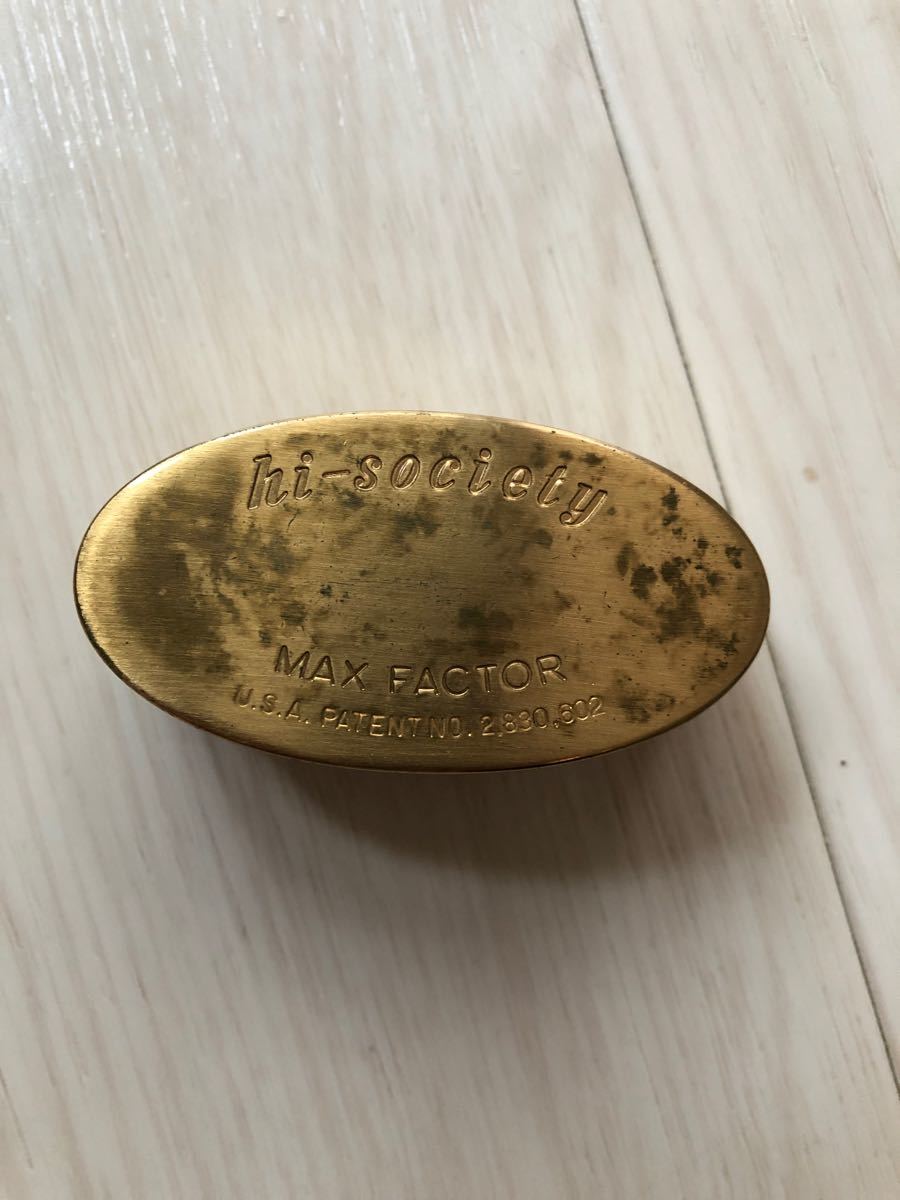 hi-society
MAX FACTOR
U.S.A. PATENT NO. 2,830,602